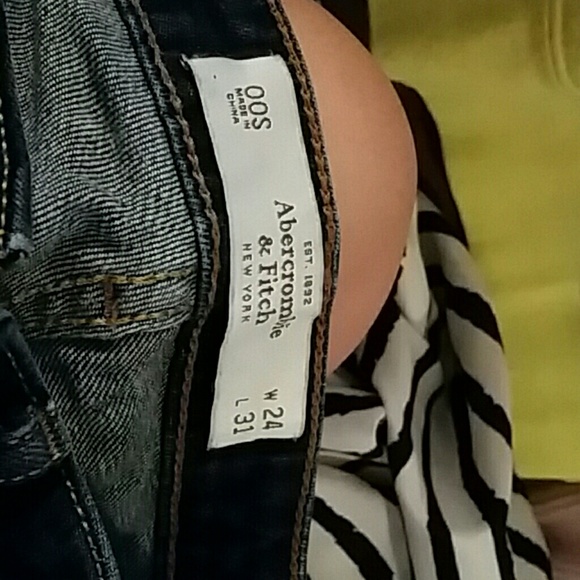 00S
MADE IN
CHINA
EST. 1892
Abercrombie
& Fitch
NEW YORK
W 24
L 31